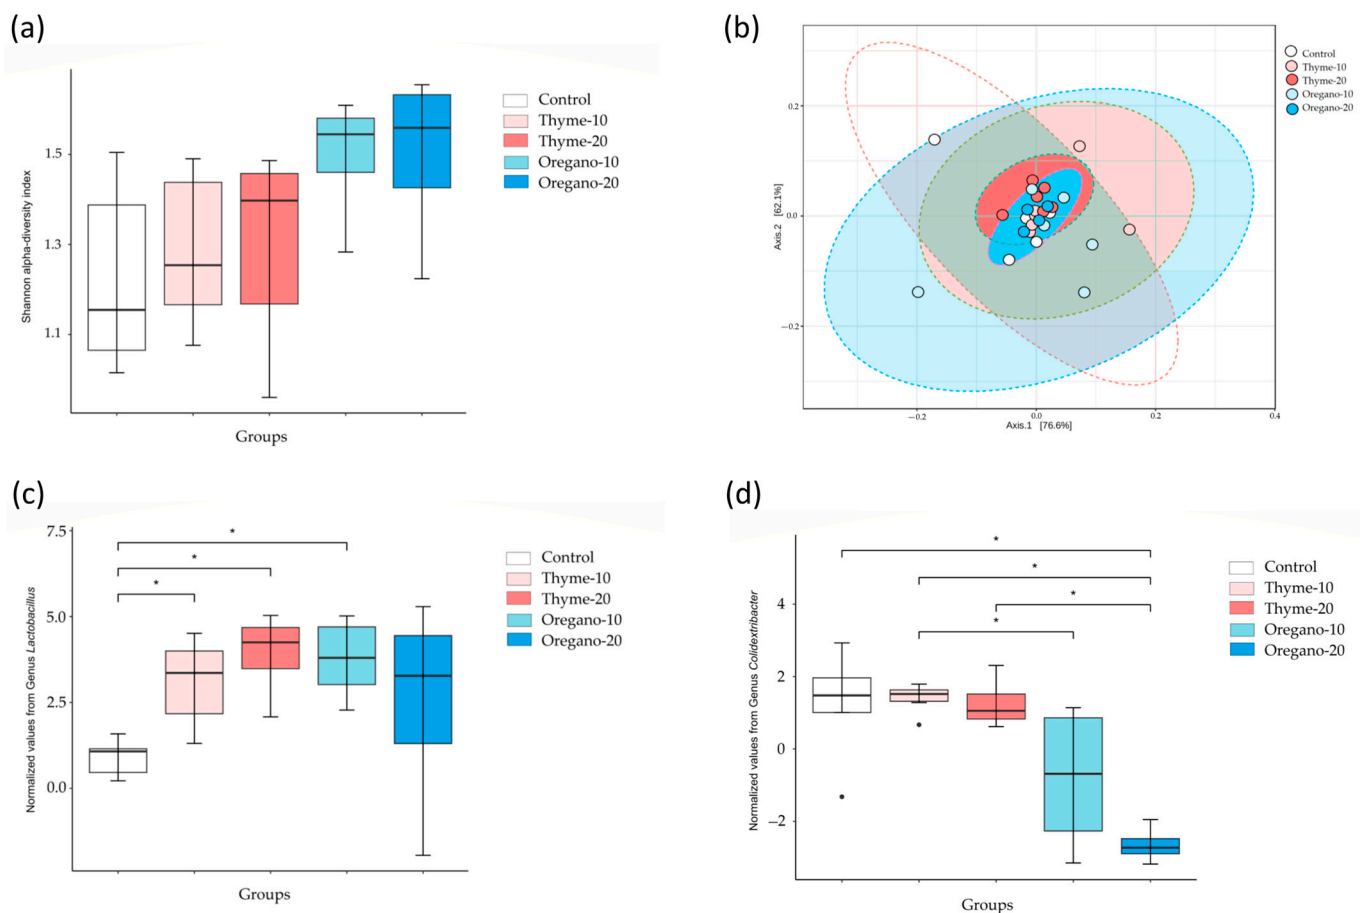 (a)
Shannon alpha-diversity index
1.5
1.3
1.1
Groups
Control
Thyme-10
Thyme-20
Oregano-10
Oregano-20
(b)
Axis.2 [62.1%]
0.2
0.0
−0.2
−0.2
0.0
0.2
0.4
Axis.1 [76.6%]
Control
Thyme-10
Thyme-20
Oregano-10
Oregano-20
(c)
Normalized values from Genus Lactobacillus
7.5
5.0
2.5
0.0
*
*
*
Groups
Control
Thyme-10
Thyme-20
Oregano-10
Oregano-20
(d)
Normalized values from Genus Colidextribacter
4
2
0
−2
*
*
*
*
Groups
Control
Thyme-10
Thyme-20
Oregano-10
Oregano-20